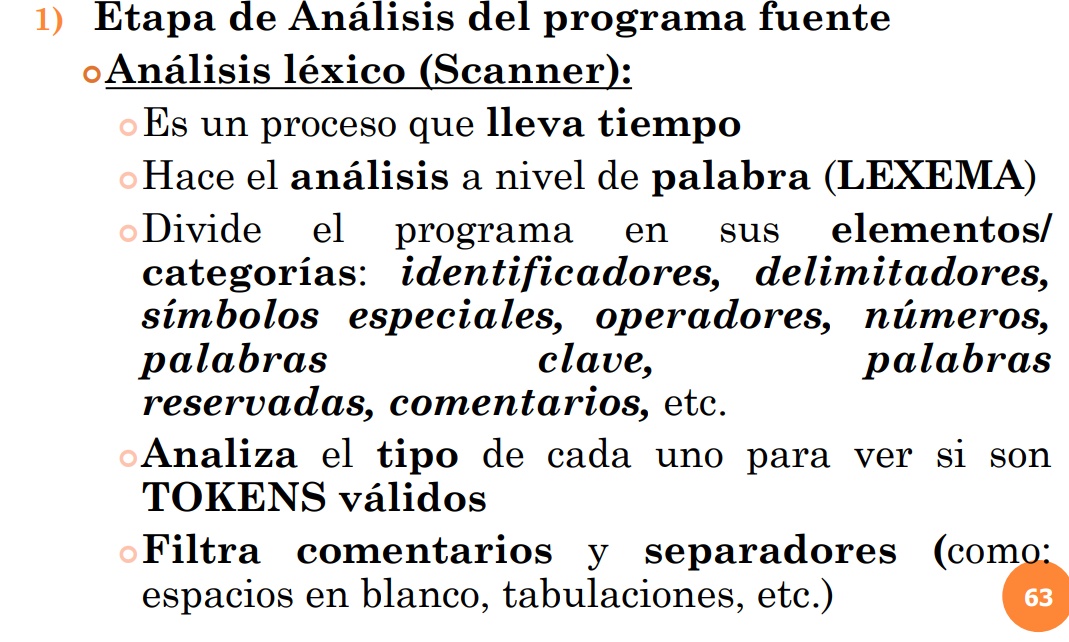 1) Etapa de Análisis del programa fuente
Análisis léxico (Scanner):
Es un proceso que lleva tiempo
Hace el análisis a nivel de palabra (LEXEMA)
Divide el programa en sus elementos/
categorías: identificadores, delimitadores,
símbolos especiales, operadores, números,
palabras clave, palabras
reservadas, comentarios, etc.
Analiza el tipo de cada uno para ver si son
TOKENS válidos
Filtra comentarios y separadores (como:
espacios en blanco, tabulaciones, etc.)
63